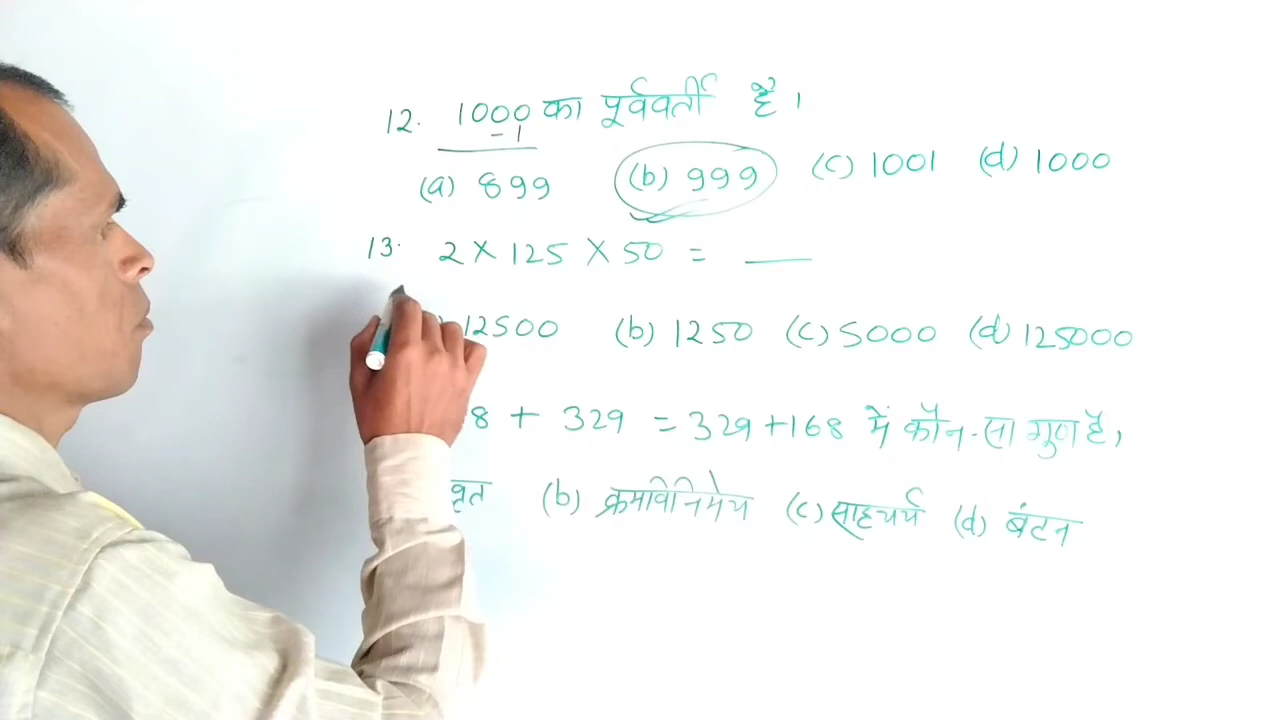 12. 1000 का पूर्ववर्ती है।
-1
(a) 899 (b) 999 (c) 1001 (d) 1000
13. 2 × 125 × 50 = ___
12500 (b) 1250 (c) 5000 (d) 125000
8 + 329 = 329 + 168 में कौन-सा गुण है,
वृत (b) क्रमविनिमेय (c) साहचर्य (d) बंटन